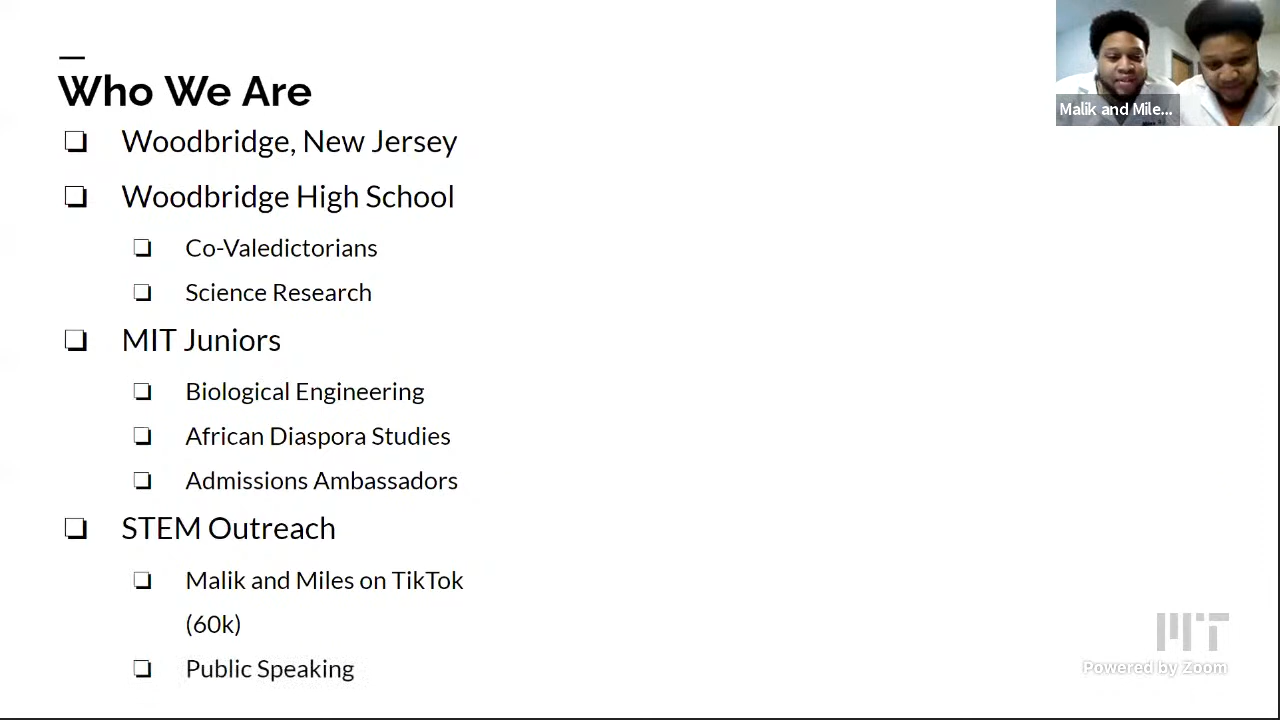 Who We Are
Woodbridge, New Jersey
Woodbridge High School
Co-Valedictorians
Science Research
MIT Juniors
Biological Engineering
African Diaspora Studies
Admissions Ambassadors
STEM Outreach
Malik and Miles on TikTok
(60k)
Public Speaking
Malik and Mile...
MIT
Powered by Zoom